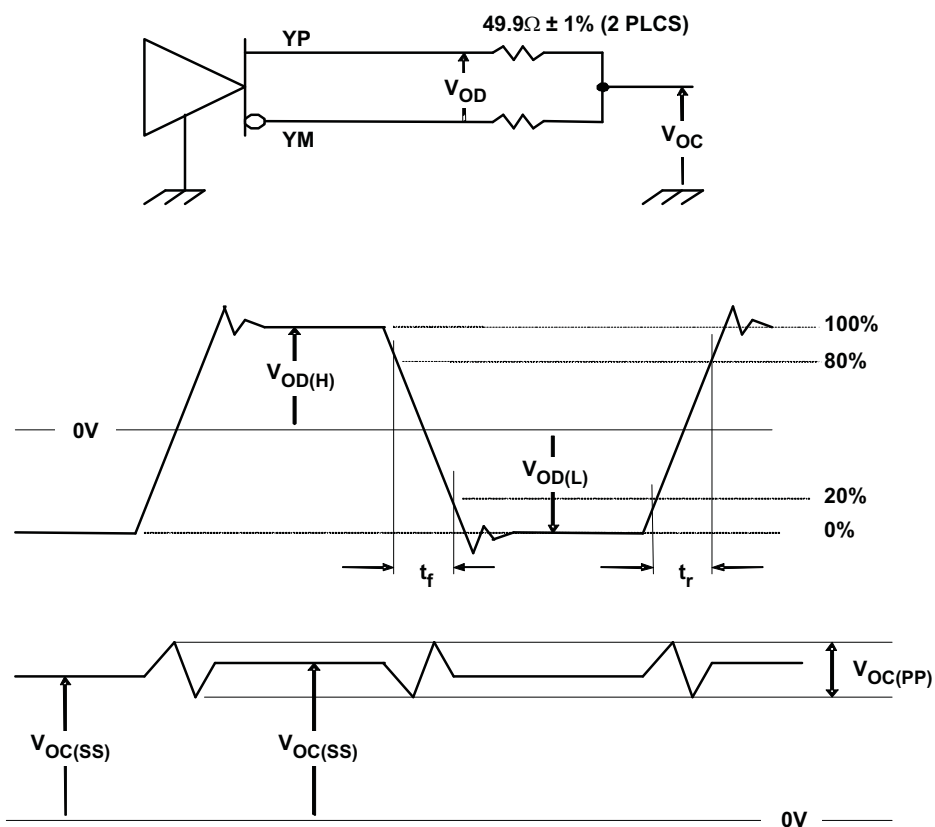 49.9Ω ± 1% (2 PLCS)
YP
VOD
YM
VOC
100%
80%
VOD(H)
0V
VOD(L)
20%
0%
tf
tr
VOC(PP)
VOC(SS)
VOC(SS)
0V